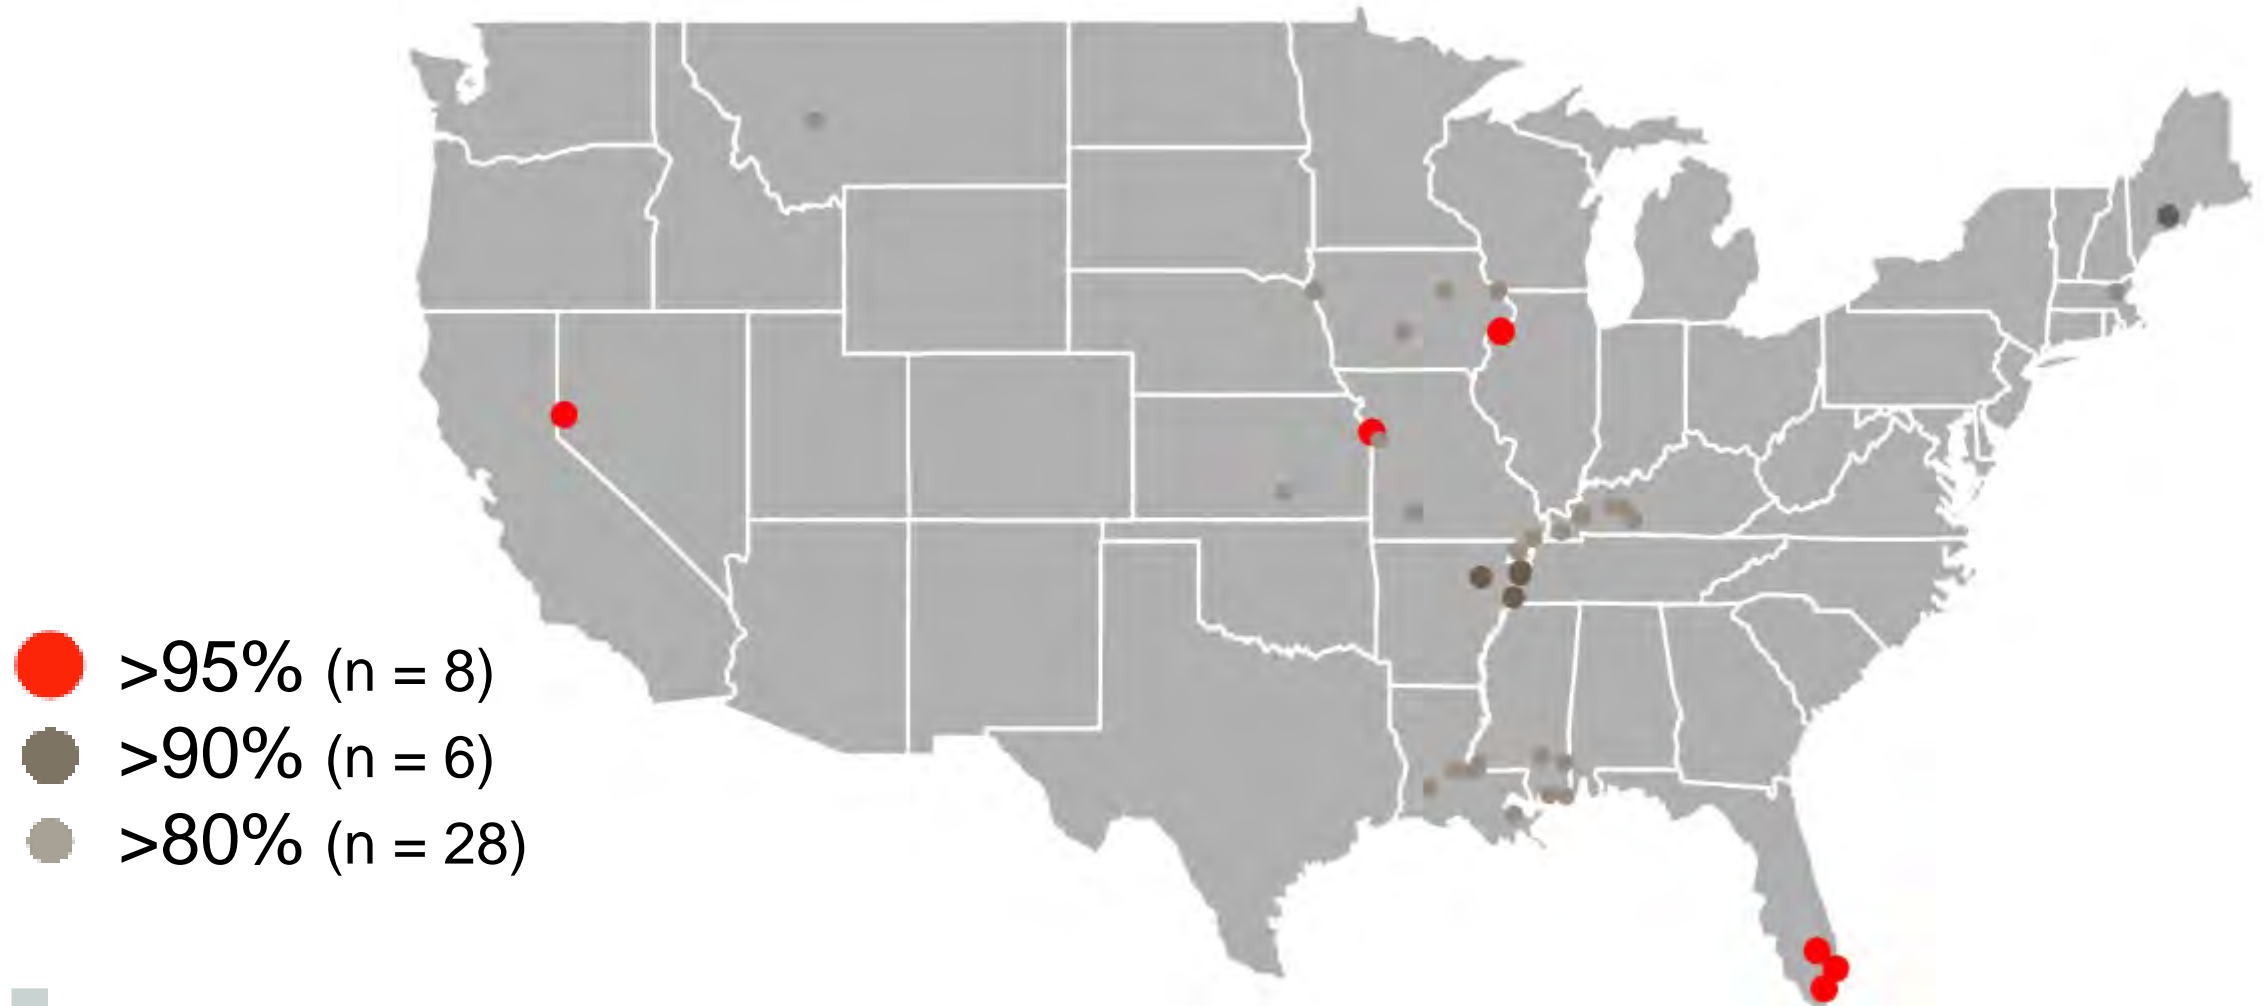 >95% (n = 8)
>90% (n = 6)
>80% (n = 28)